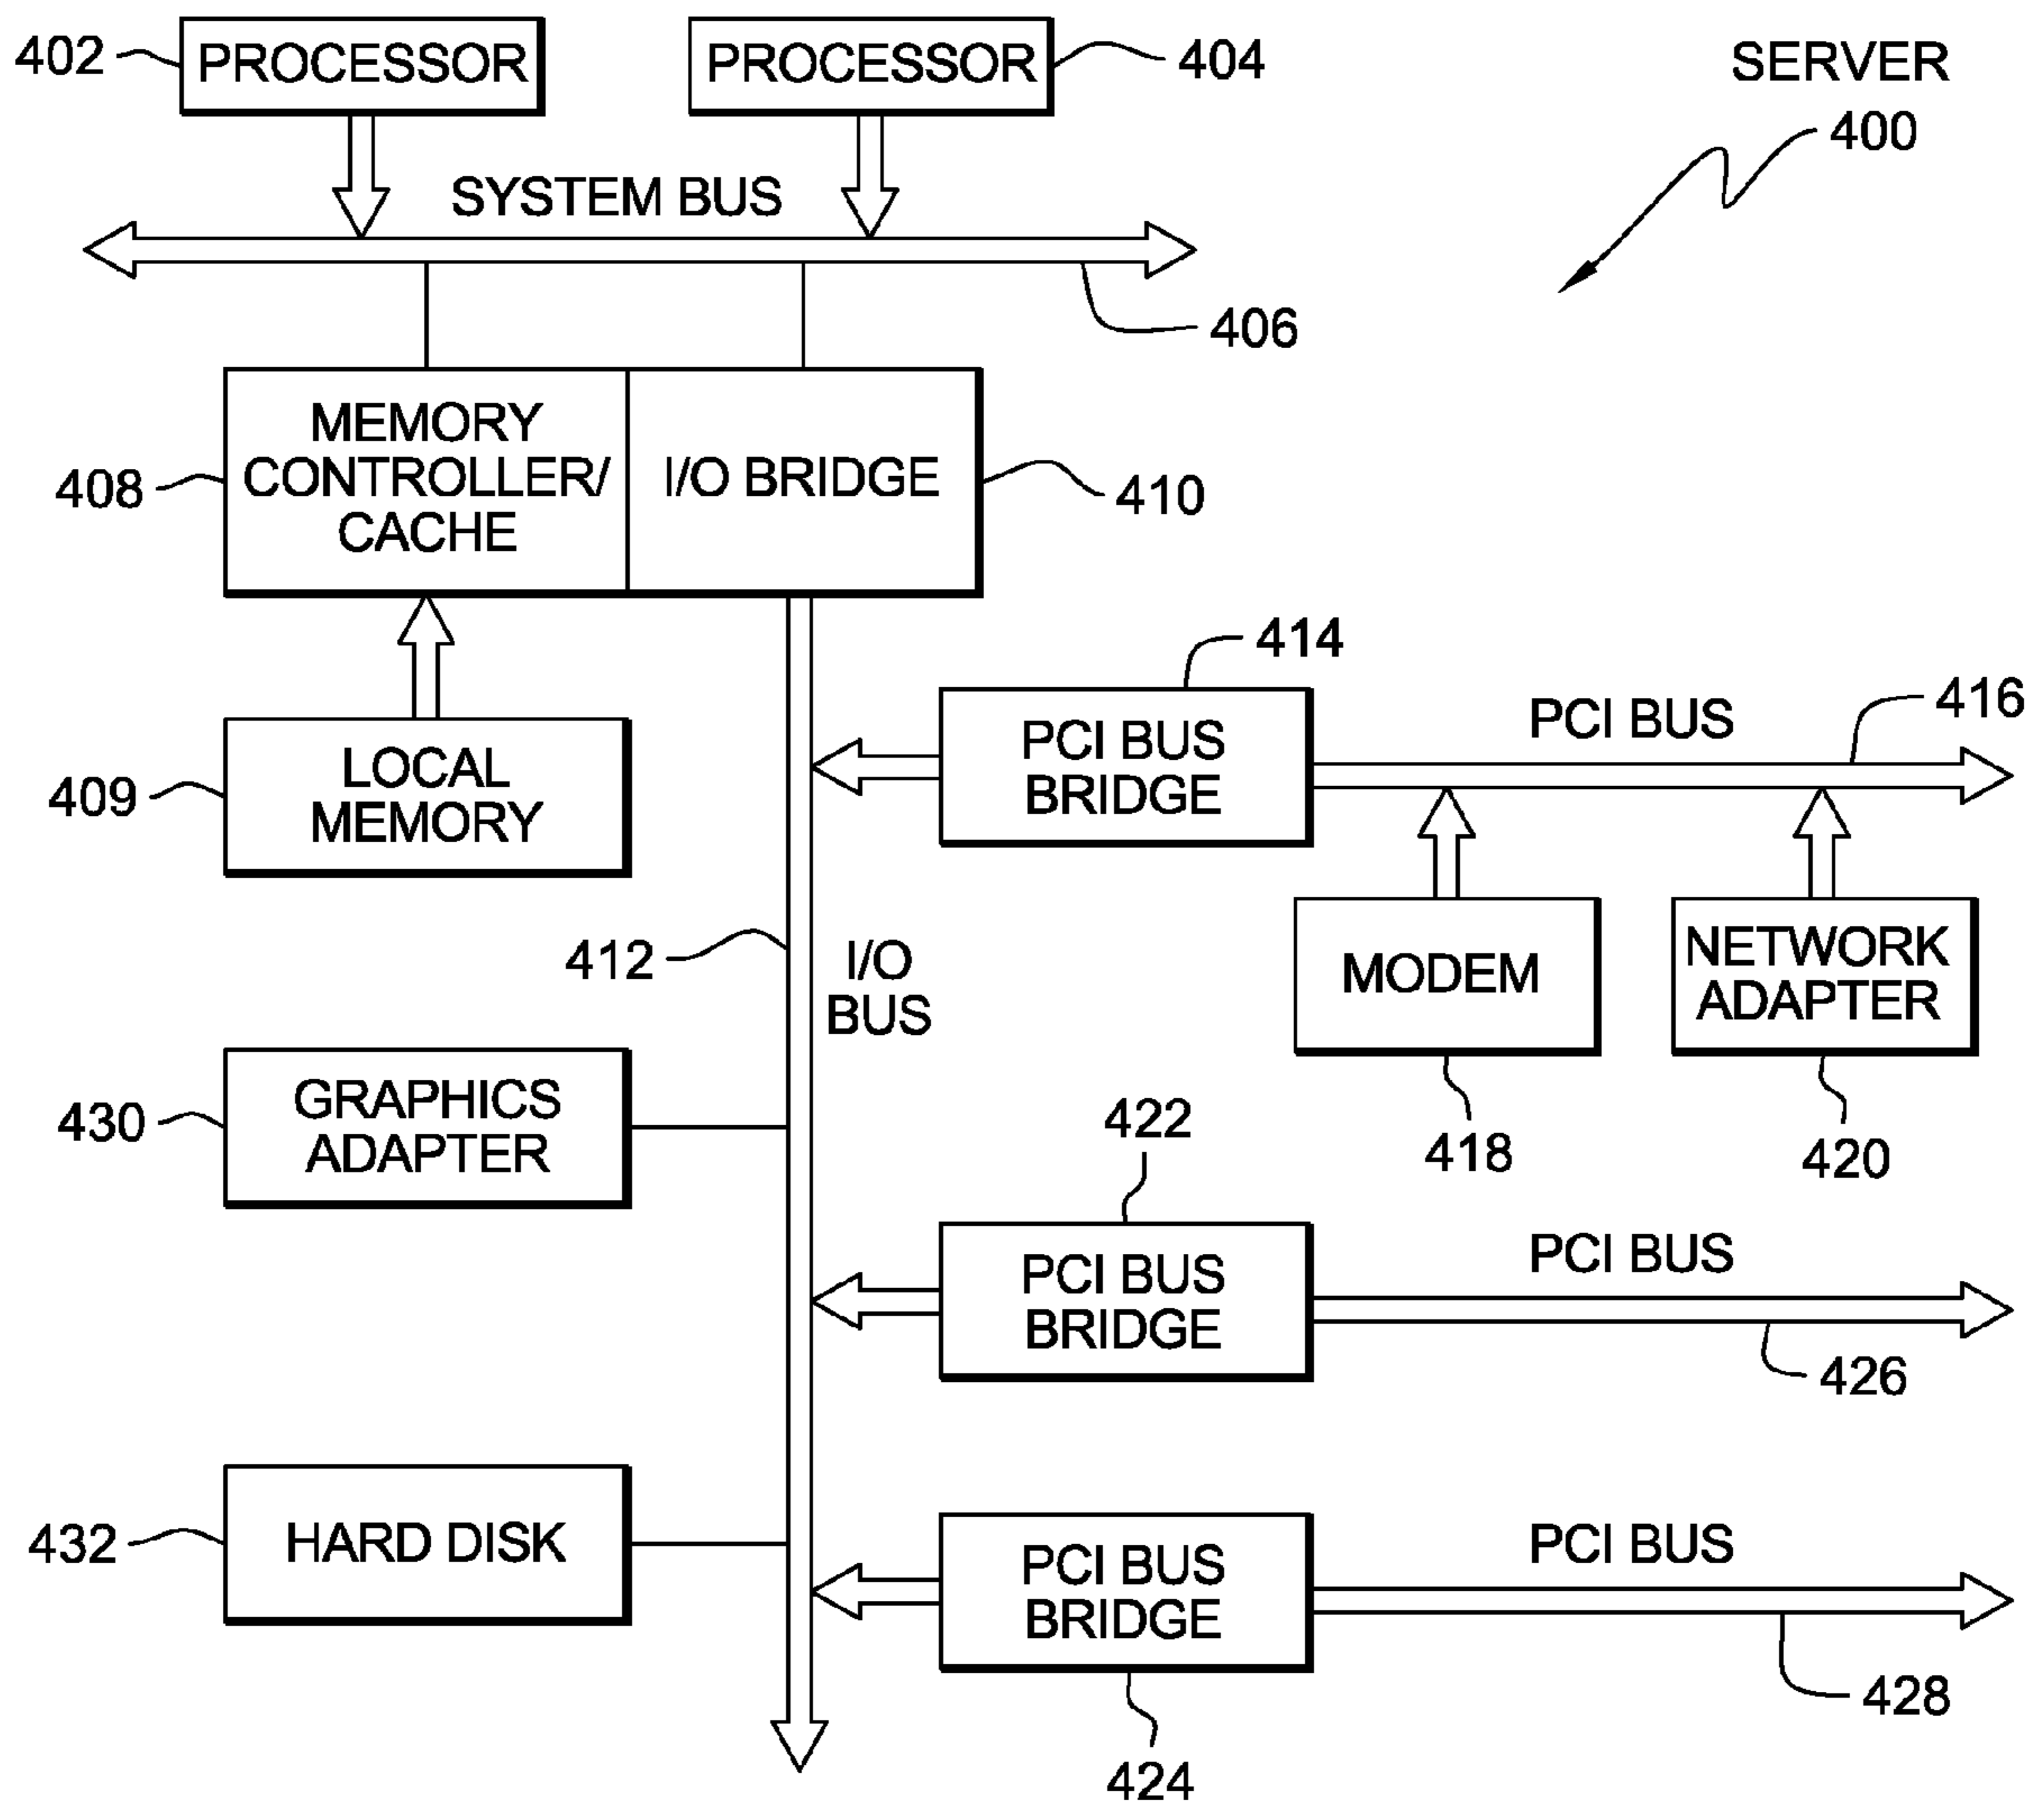 402
PROCESSOR
PROCESSOR
404
SERVER
400
SYSTEM BUS
406
408
MEMORY
CONTROLLER/
CACHE
I/O BRIDGE
410
414
409
LOCAL
MEMORY
PCI BUS
BRIDGE
PCI BUS
416
412
I/O
BUS
MODEM
NETWORK
ADAPTER
430
GRAPHICS
ADAPTER
422
418
420
PCI BUS
BRIDGE
PCI BUS
426
432
HARD DISK
PCI BUS
BRIDGE
PCI BUS
428
424